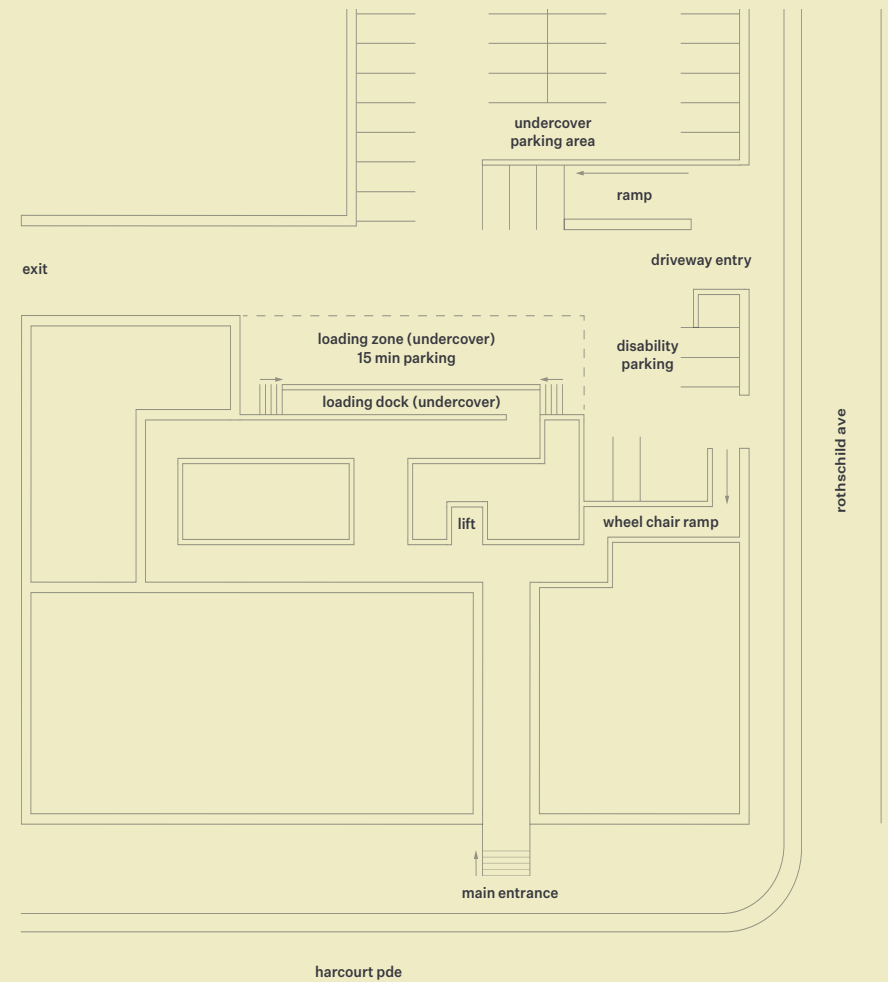 undercover
parking area
ramp
driveway entry
exit
loading zone (undercover)
15 min parking
disability
parking
loading dock (undercover)
rothschild ave
lift
wheel chair ramp
main entrance
harcourt pde